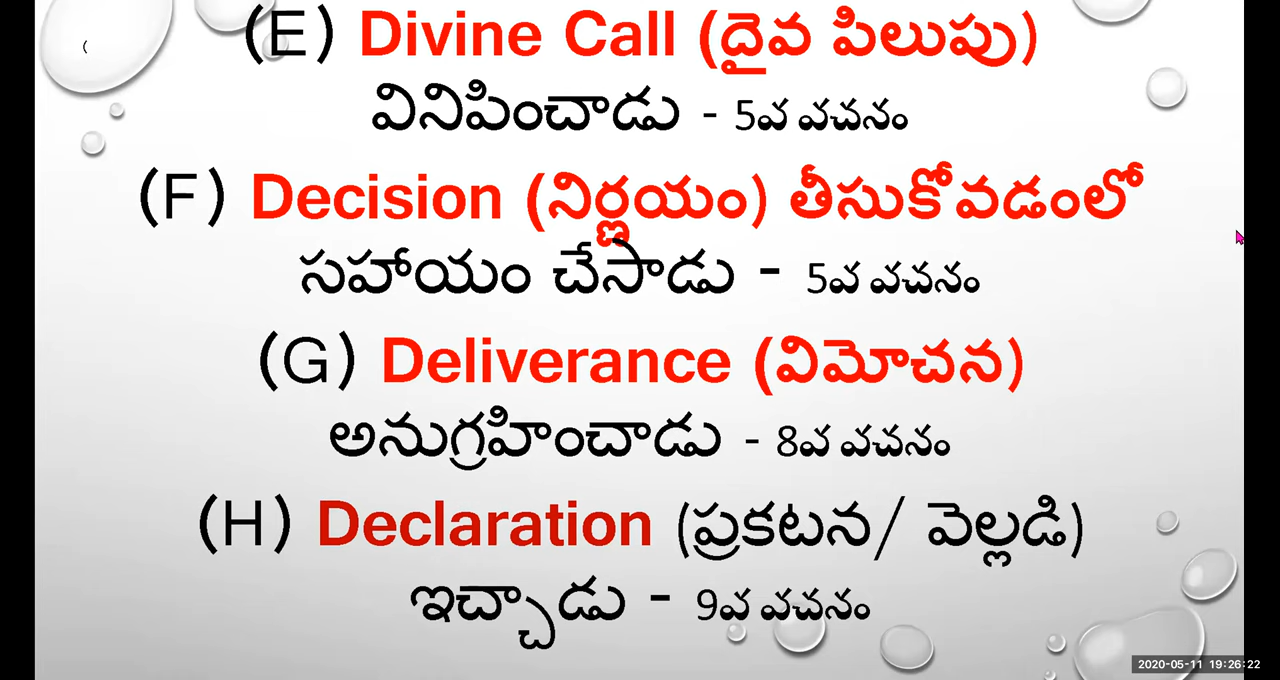 (
(E) Divine Call (దైవ పిలుపు)
వినిపించాడు - 5వ వచనం
(F) Decision (నిర్ణయం) తీసుకోవడంలో
సహాయం చేసాడు - 5వ వచనం
(G) Deliverance (విమోచన)
అనుగ్రహించాడు - 8వ వచనం
(H) Declaration (ప్రకటన/ వెల్లడి)
ఇచ్చాడు - 9వ వచనం
2020-05-11 19:26:22